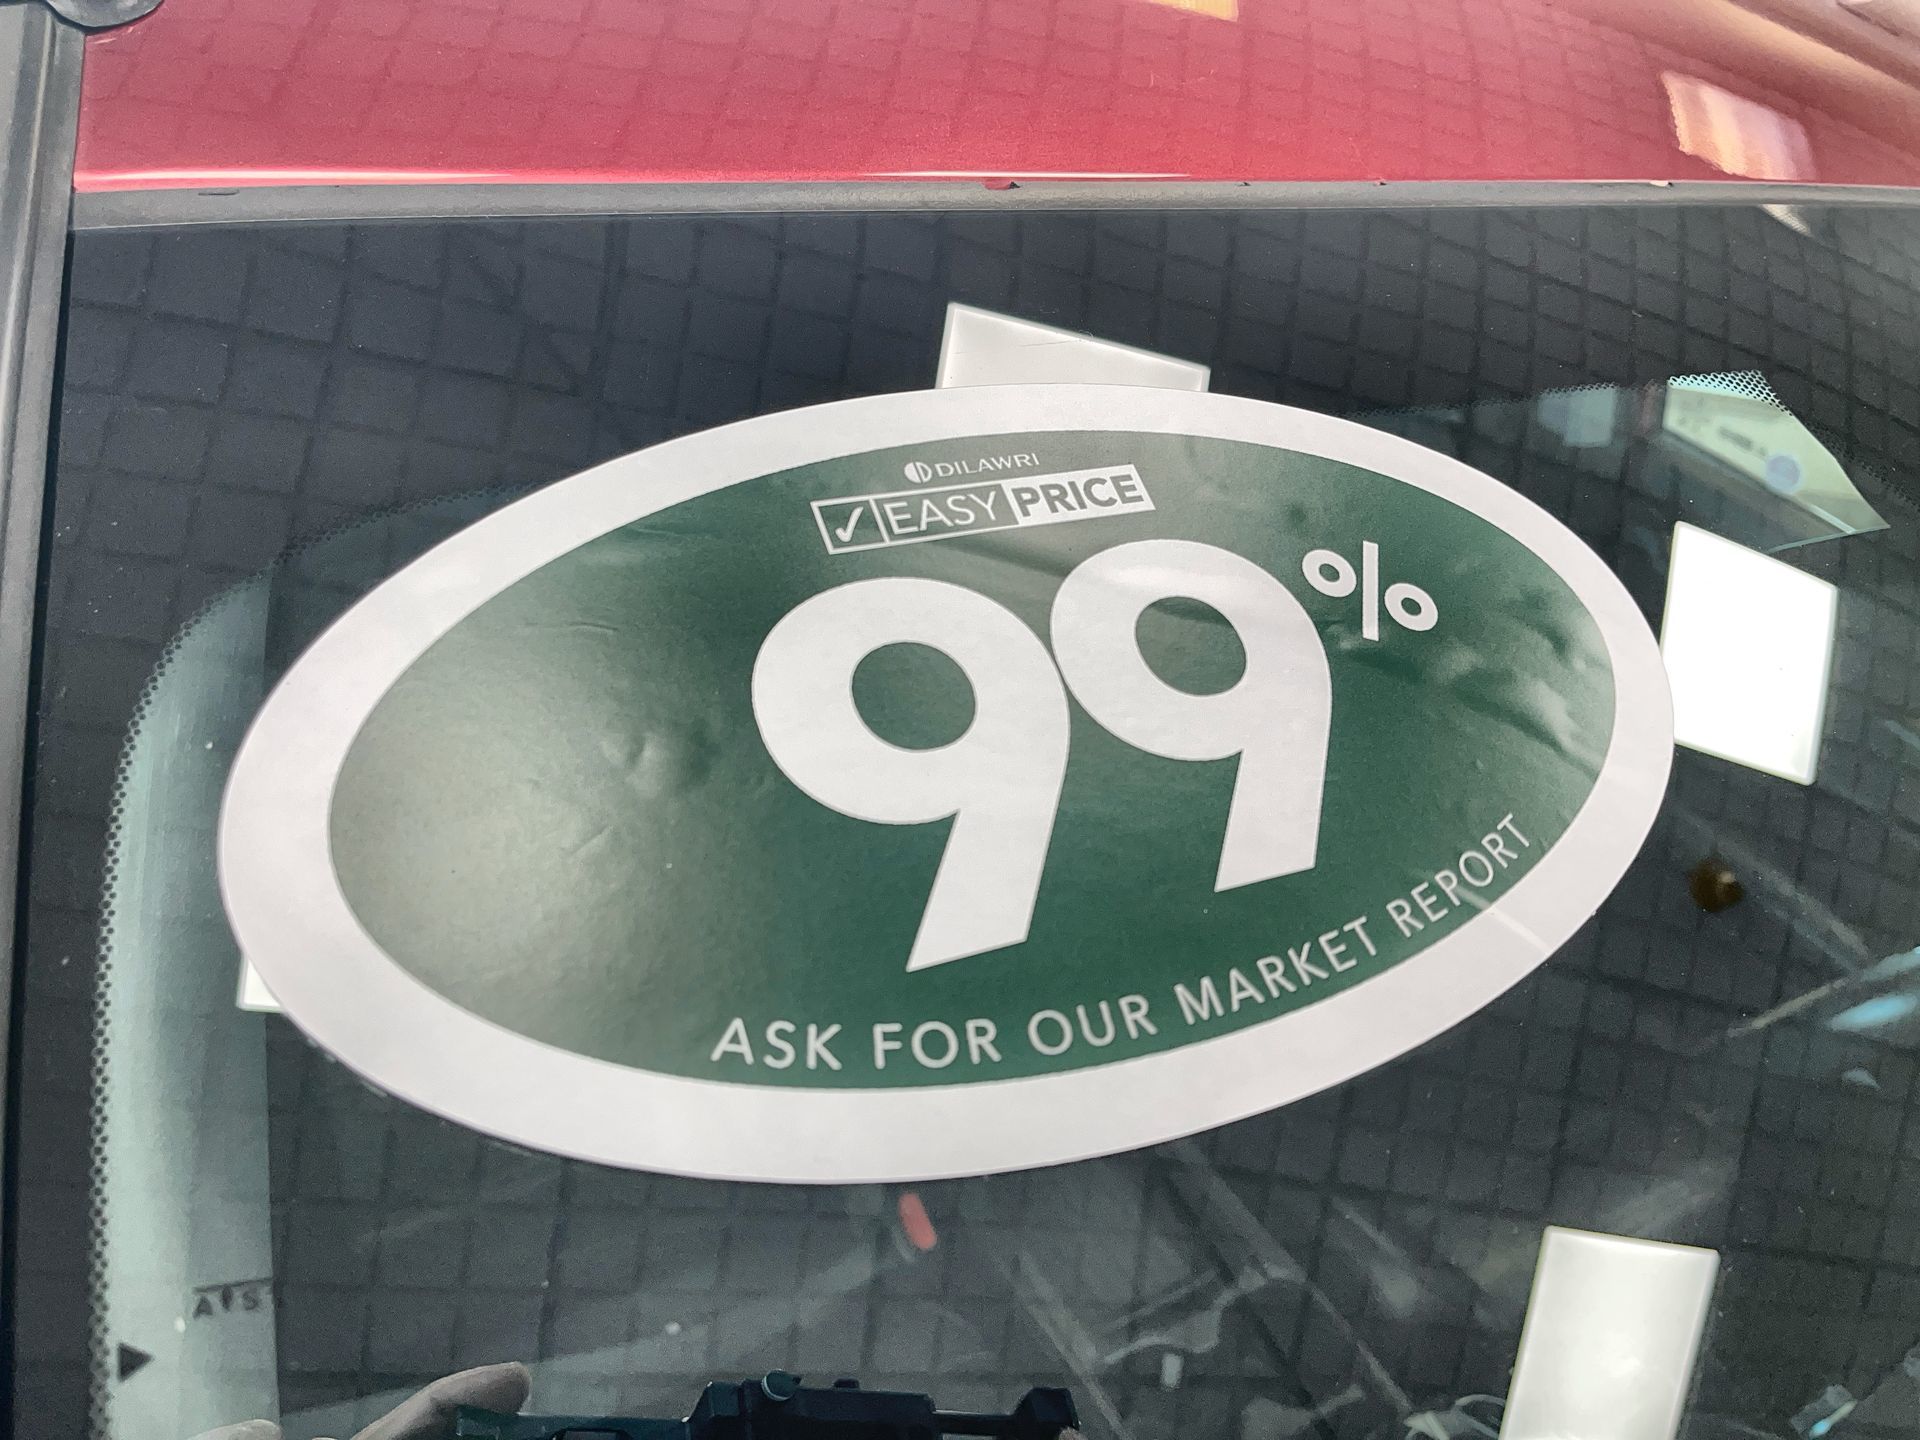 DILAWRI
EASY PRICE
99%
ASK FOR OUR MARKET REPORT
A S